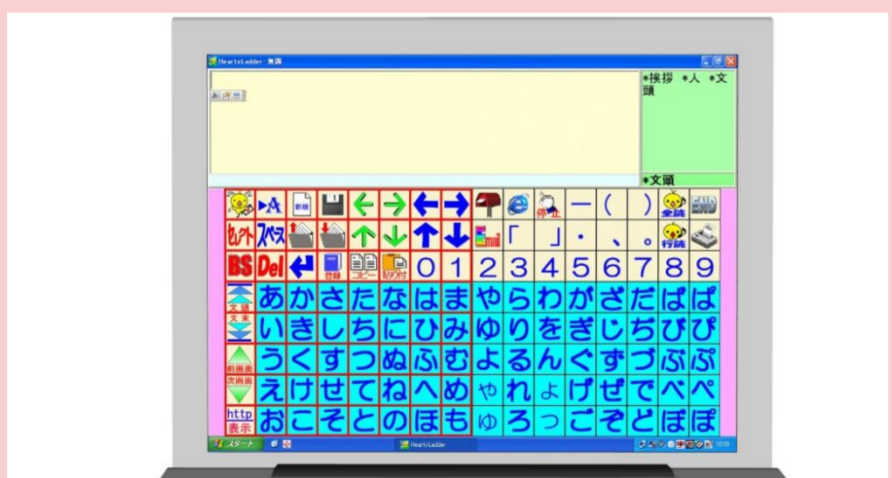 HeartyLadder- 無題
*挨拶 *人 *文
頭
*文頭
A 新規 停止 ー ( ) 全読 END
セレクト スペース Email 「 」 ・ 、 。 行読
BS Del 登録 コピー 貼り付 0 1 2 3 4 5 6 7 8 9
文頭 あ か さ た な は ま や ら わ が ざ だ ば ぱ
文末 い き し ち に ひ み ゆ り を ぎ じ ぢ び ぴ
前画面 う く す つ ぬ ふ む よ る ん ぐ ず づ ぶ ぷ
次画面 え け せ て ね へ め ゃ れ ょ げ ぜ で べ ぺ
http 表示 お こ そ と の ほ も ゅ ろ っ ご ぞ ど ぼ ぽ
スタート HeartyLadder